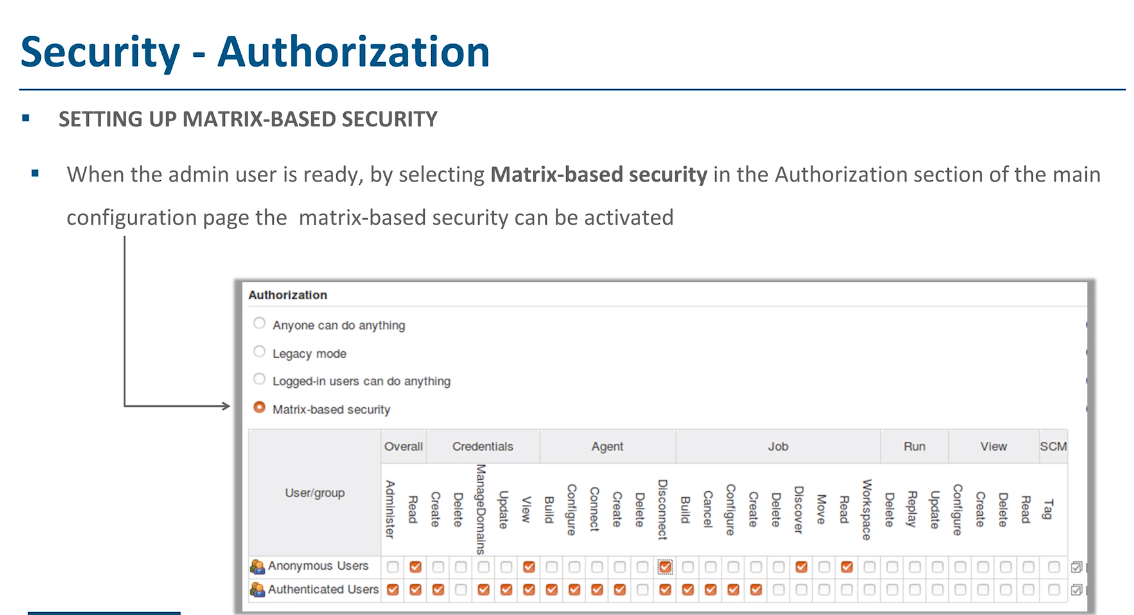 Security - Authorization
SETTING UP MATRIX-BASED SECURITY
When the admin user is ready, by selecting Matrix-based security in the Authorization section of the main
configuration page the matrix-based security can be activated
Authorization
Anyone can do anything
Legacy mode
Logged-in users can do anything
Matrix-based security
User/group Overall Credentials Agent Job Run View SCM
Administer Read Create Delete ManageDomains Update View Build Configure Connect Create Delete Disconnect Build Cancel Configure Create Delete Discover Move Read Workspace Delete Replay Update Configure Create Delete Read Tag
Anonymous Users
Authenticated Users